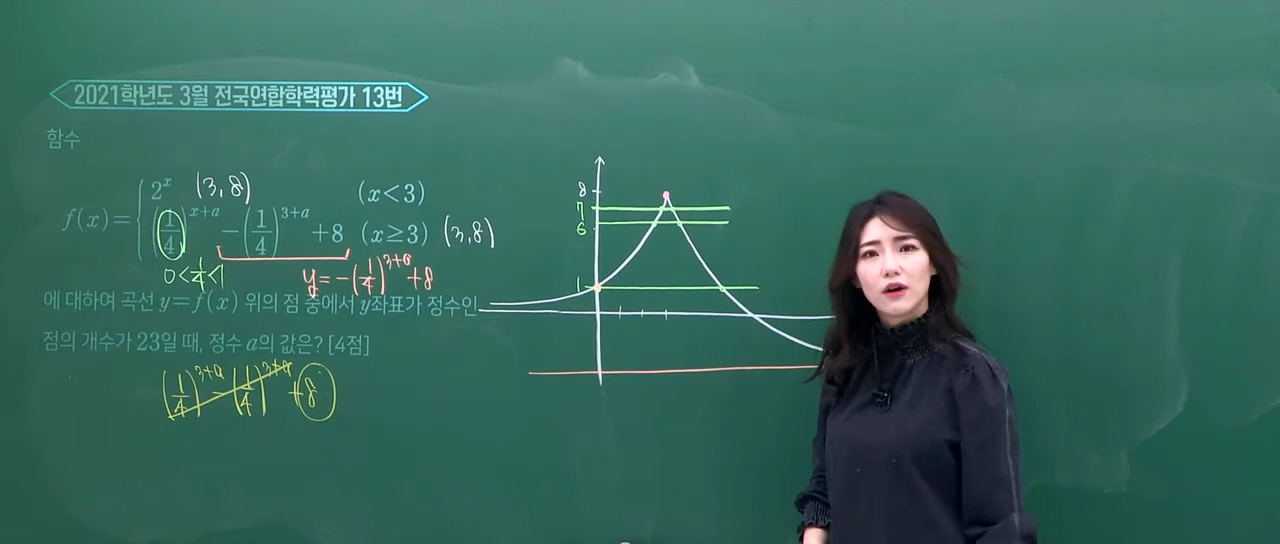 2021학년도 3월 전국연합학력평가 13번
함수
2^x (3, 8) (x<3)
f(x)= { (1/4)^(x+a) - (1/4)^(3+a) +8 (x≥3) (3,8)
0<1/4<1 y=-(1/4)^(3+a)+8
에 대하여 곡선 y=f(x) 위의 점 중에서 y좌표가 정수인
점의 개수가 23일 때, 정수 a의 값은? [4점]
(1/4)^(3+a) -(1/4)^(3+a) +8
8
7
6
1